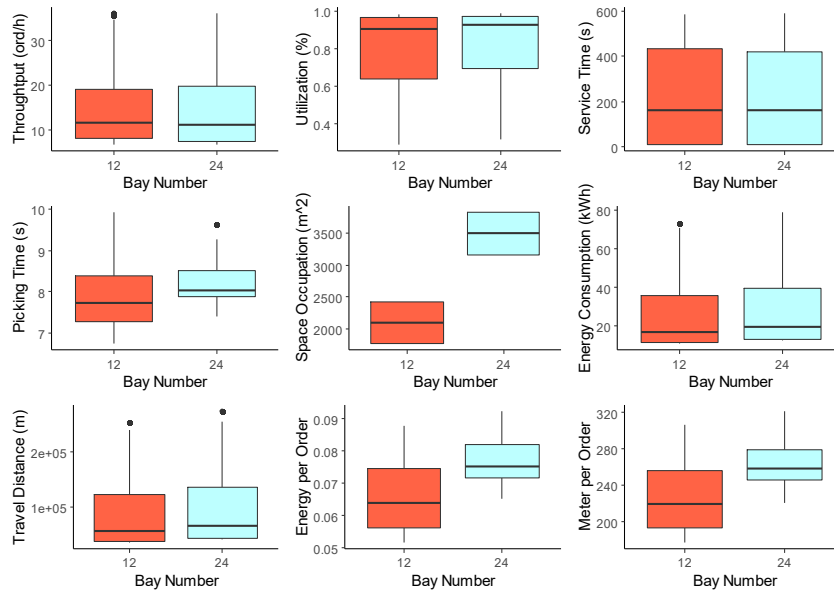 Throughtput (ord/h)
30
20
10
12
24
Bay Number
Utilization (%)
1.0
0.8
0.6
0.4
12
24
Bay Number
Service Time (s)
600
400
200
0
12
24
Bay Number
Picking Time (s)
10
9
8
7
12
24
Bay Number
Space Occupation (m^2)
3500
3000
2500
2000
12
24
Bay Number
Energy Consumption (kWh)
80
60
40
20
12
24
Bay Number
Travel Distance (m)
2e+05
1e+05
12
24
Bay Number
Energy per Order
0.09
0.08
0.07
0.06
0.05
12
24
Bay Number
Meter per Order
320
280
240
200
12
24
Bay Number